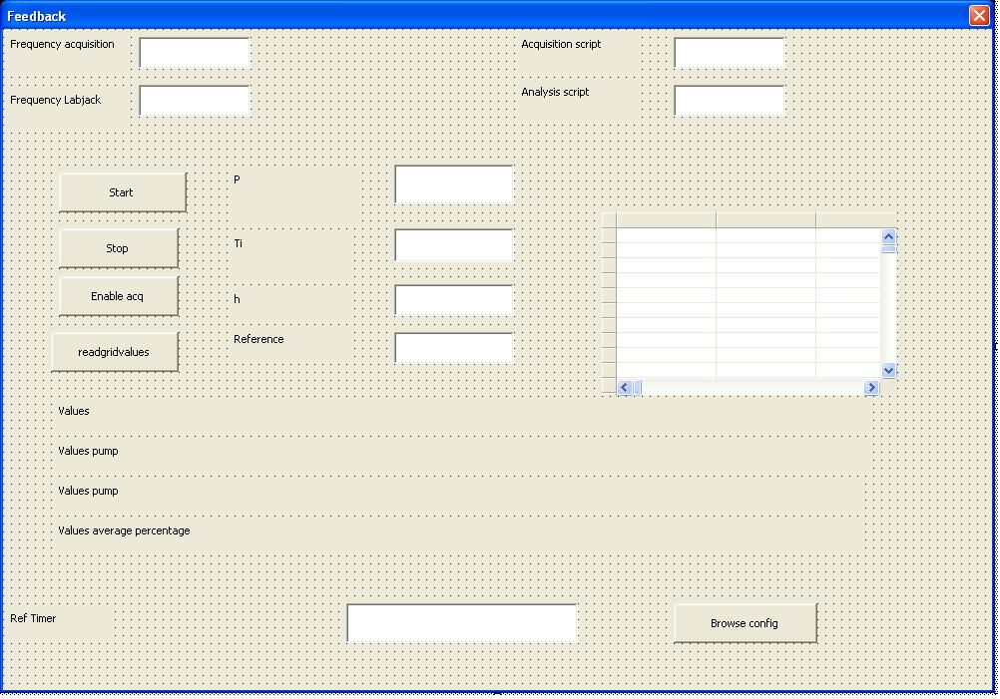 Feedback
Frequency acquisition
Acquisition script
Frequency Labjack
Analysis script
Start
P
Stop
Ti
Enable acq
h
readgridvalues
Reference
Values
Values pump
Values pump
Values average percentage
Ref Timer
Browse config